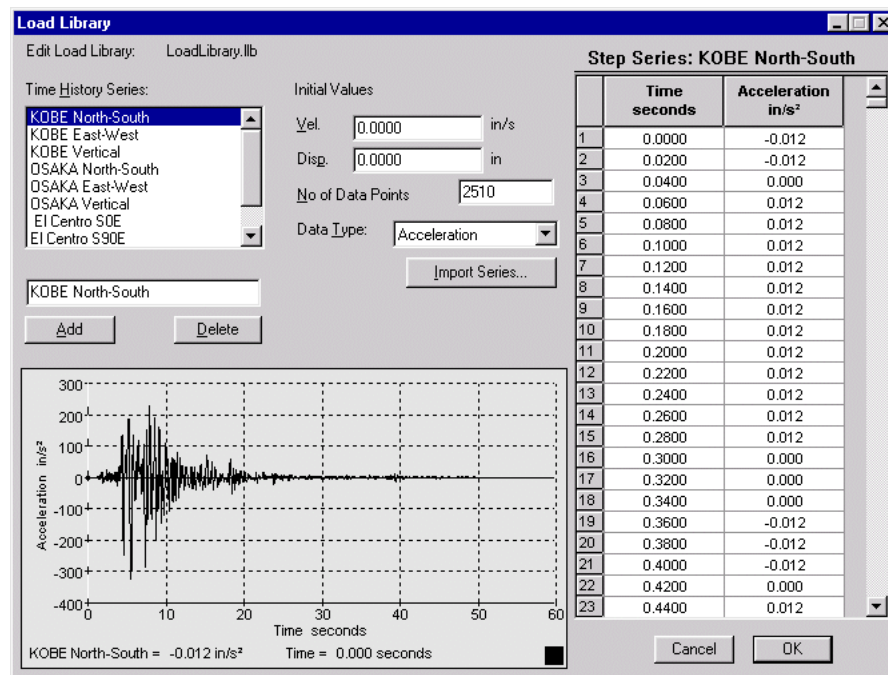 Load Library
Edit Load Library: LoadLibrary.llb
Time History Series:
KOBE North-South
KOBE East-West
KOBE Vertical
OSAKA North-South
OSAKA East-West
OSAKA Vertical
El Centro S0E
El Centro S90E
KOBE North-South
Add Delete
Initial Values
Vel. 0.0000 in/s
Disp. 0.0000 in
No of Data Points 2510
Data Type: Acceleration
Import Series...
300
200
100
0
-100
-200
-300
-400
Acceleration in/s²
0 10 20 30 40 50 60
Time seconds
KOBE North-South = -0.012 in/s² Time = 0.000 seconds
Step Series: KOBE North-South
Time seconds Acceleration in/s²
1 0.0000 -0.012
2 0.0200 -0.012
3 0.0400 0.000
4 0.0600 0.012
5 0.0800 0.012
6 0.1000 0.012
7 0.1200 0.012
8 0.1400 0.012
9 0.1600 0.012
10 0.1800 0.012
11 0.2000 0.012
12 0.2200 0.012
13 0.2400 0.012
14 0.2600 0.012
15 0.2800 0.012
16 0.3000 0.000
17 0.3200 0.000
18 0.3400 0.000
19 0.3600 -0.012
20 0.3800 -0.012
21 0.4000 -0.012
22 0.4200 0.000
23 0.4400 0.012
Cancel OK